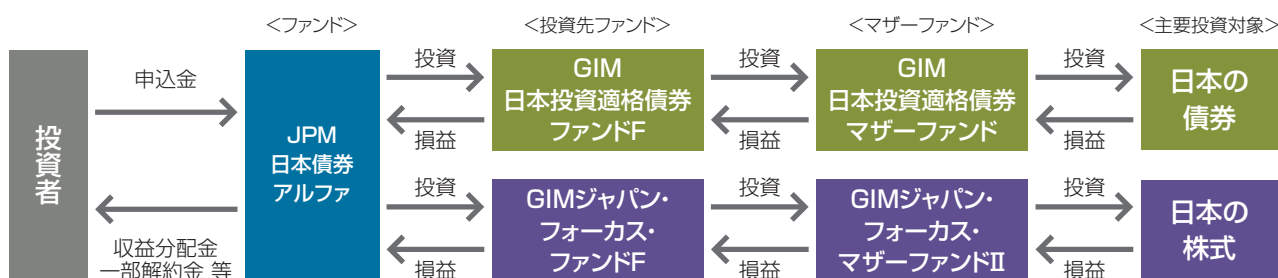 <ファンド>
<投資先ファンド>
<マザーファンド>
<主要投資対象>
投資者
申込金
収益分配金
一部解約金 等
JPM
日本債券
アルファ
投資
損益
GIM
日本投資適格債券
ファンドF
投資
損益
GIM
日本投資適格債券
マザーファンド
投資
損益
日本の
債券
投資
損益
GIMジャパン・
フォーカス・
ファンドF
投資
損益
GIMジャパン・
フォーカス・
マザーファンドⅡ
投資
損益
日本の
株式